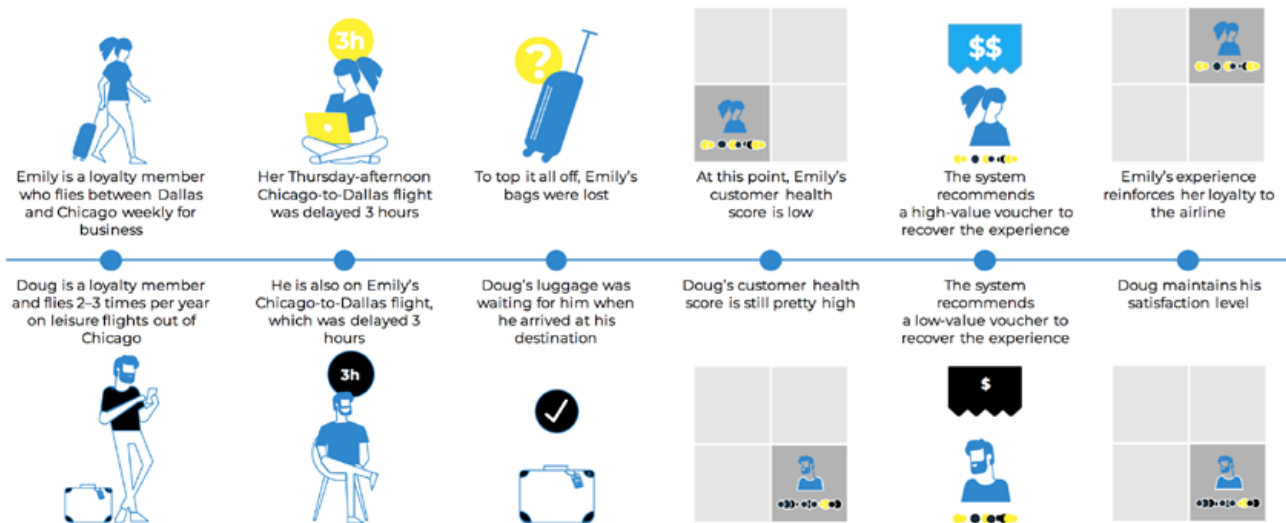 3h
?
$$
Emily is a loyalty member
who flies between Dallas
and Chicago weekly for
business
Her Thursday-afternoon
Chicago-to-Dallas flight
was delayed 3 hours
To top it all off, Emily's
bags were lost
At this point, Emily's
customer health
score is low
The system
recommends
a high-value voucher to
recover the experience
Emily's experience
reinforces her loyalty to
the airline
Doug is a loyalty member
and flies 2–3 times per year
on leisure flights out of
Chicago
He is also on Emily's
Chicago-to-Dallas flight,
which was delayed 3
hours
Doug's luggage was
waiting for him when
he arrived at his
destination
Doug's customer health
score is still pretty high
The system
recommends
a low-value voucher to
recover the experience
Doug maintains his
satisfaction level
3h
$